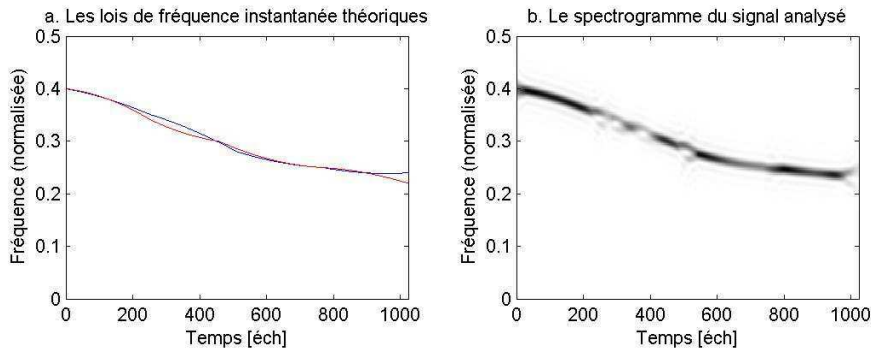 a. Les lois de fréquence instantanée théoriques
0.5
0.4
0.3
0.2
0.1
0
Fréquence (normalisée)
0 200 400 600 800 1000
Temps [éch]
b. Le spectrogramme du signal analysé
0.5
0.4
0.3
0.2
0.1
0
Fréquence (normalisée)
0 200 400 600 800 1000
Temps [éch]